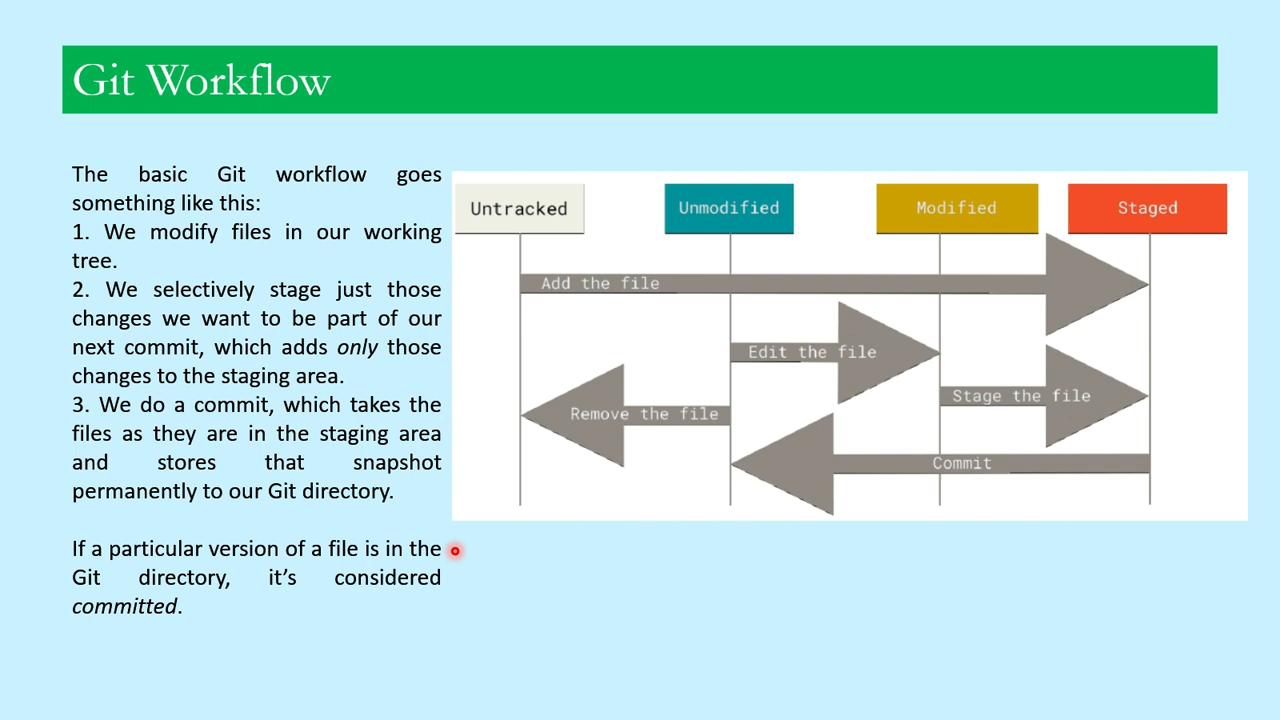 Git Workflow
The basic Git workflow goes
something like this:
1. We modify files in our working
tree.
2. We selectively stage just those
changes we want to be part of our
next commit, which adds only those
changes to the staging area.
3. We do a commit, which takes the
files as they are in the staging area
and stores that snapshot
permanently to our Git directory.
If a particular version of a file is in the
Git directory, it’s considered
committed.
Untracked
Unmodified
Modified
Staged
Add the file
Edit the file
Stage the file
Remove the file
Commit